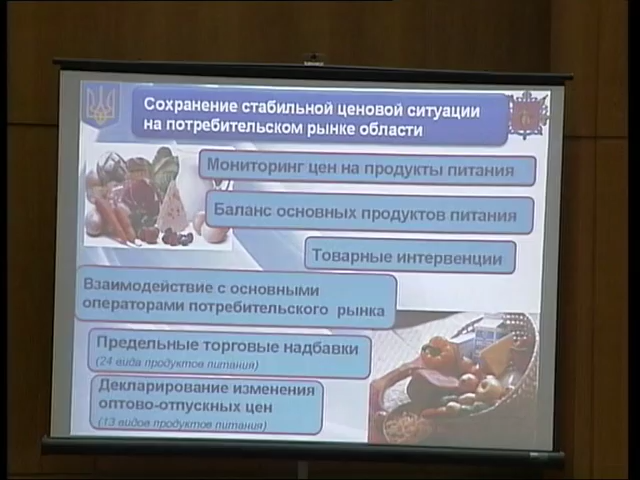 Сохранение стабильной ценовой ситуации
на потребительском рынке области
Мониторинг цен на продукты питания
Баланс основных продуктов питания
Товарные интервенции
Взаимодействие с основными
операторами потребительского рынка
Предельные торговые надбавки
(24 вида продуктов питания)
Декларирование изменения
оптово-отпускных цен
(13 видов продуктов питания)